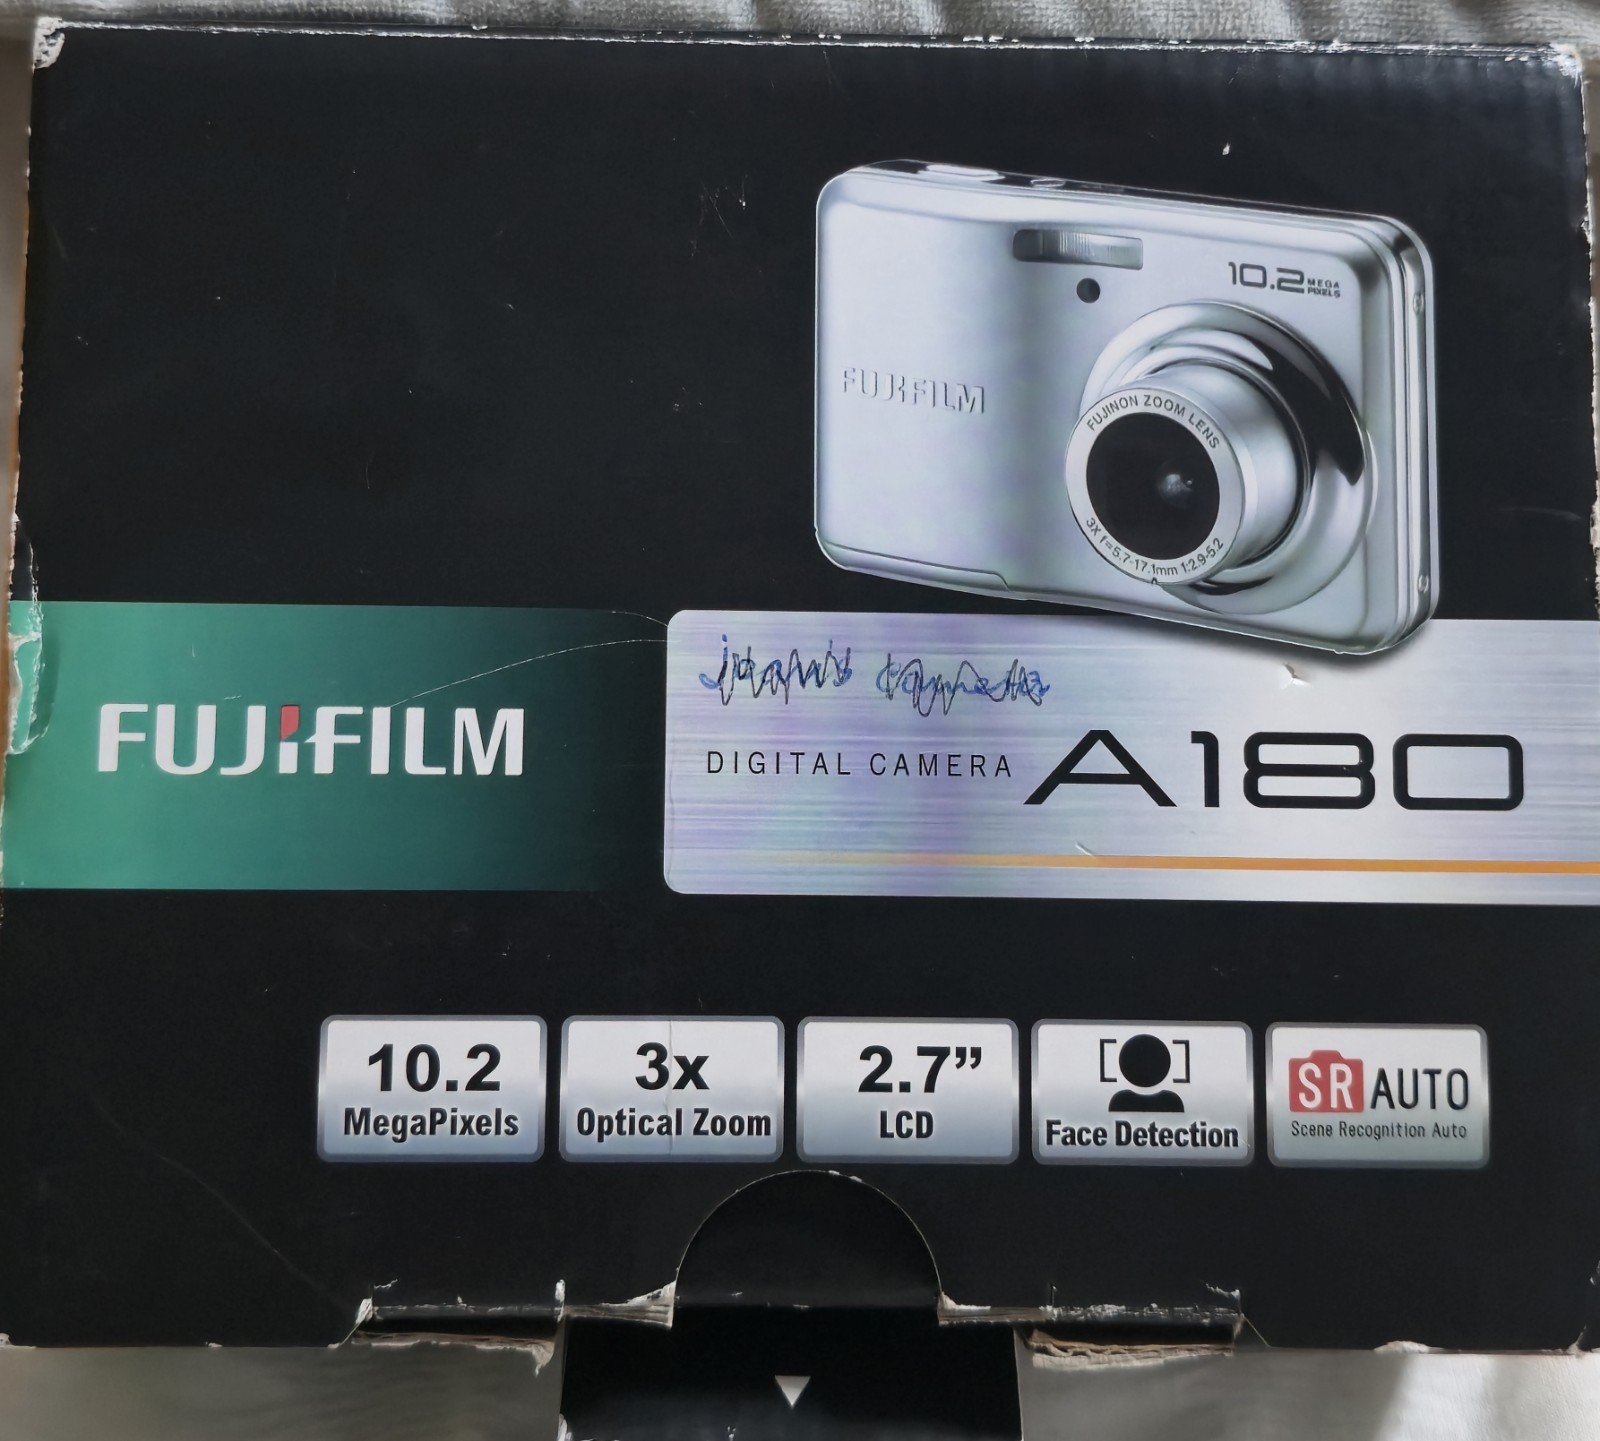 10.2 MEGA PIXELS
FUJIFILM
FUJINON ZOOM LENS
3X f=5.7-17.1mm 1:2.9-5.2
FUJIFILM
DIGITAL CAMERA A180
10.2
MegaPixels
3x
Optical Zoom
2.7”
LCD
Face Detection
SR AUTO
Scene Recognition Auto